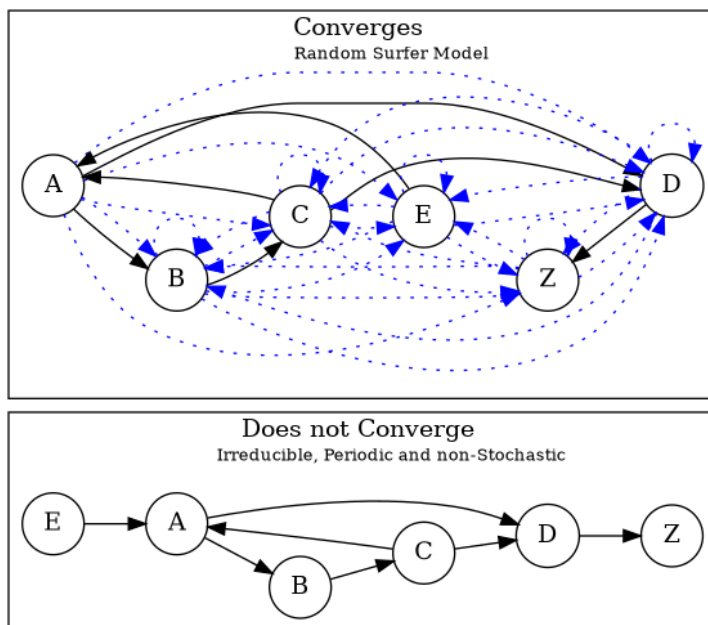 Converges
Random Surfer Model
A
C
E
D
B
Z
Does not Converge
Irreducible, Periodic and non-Stochastic
E
A
D
Z
C
B